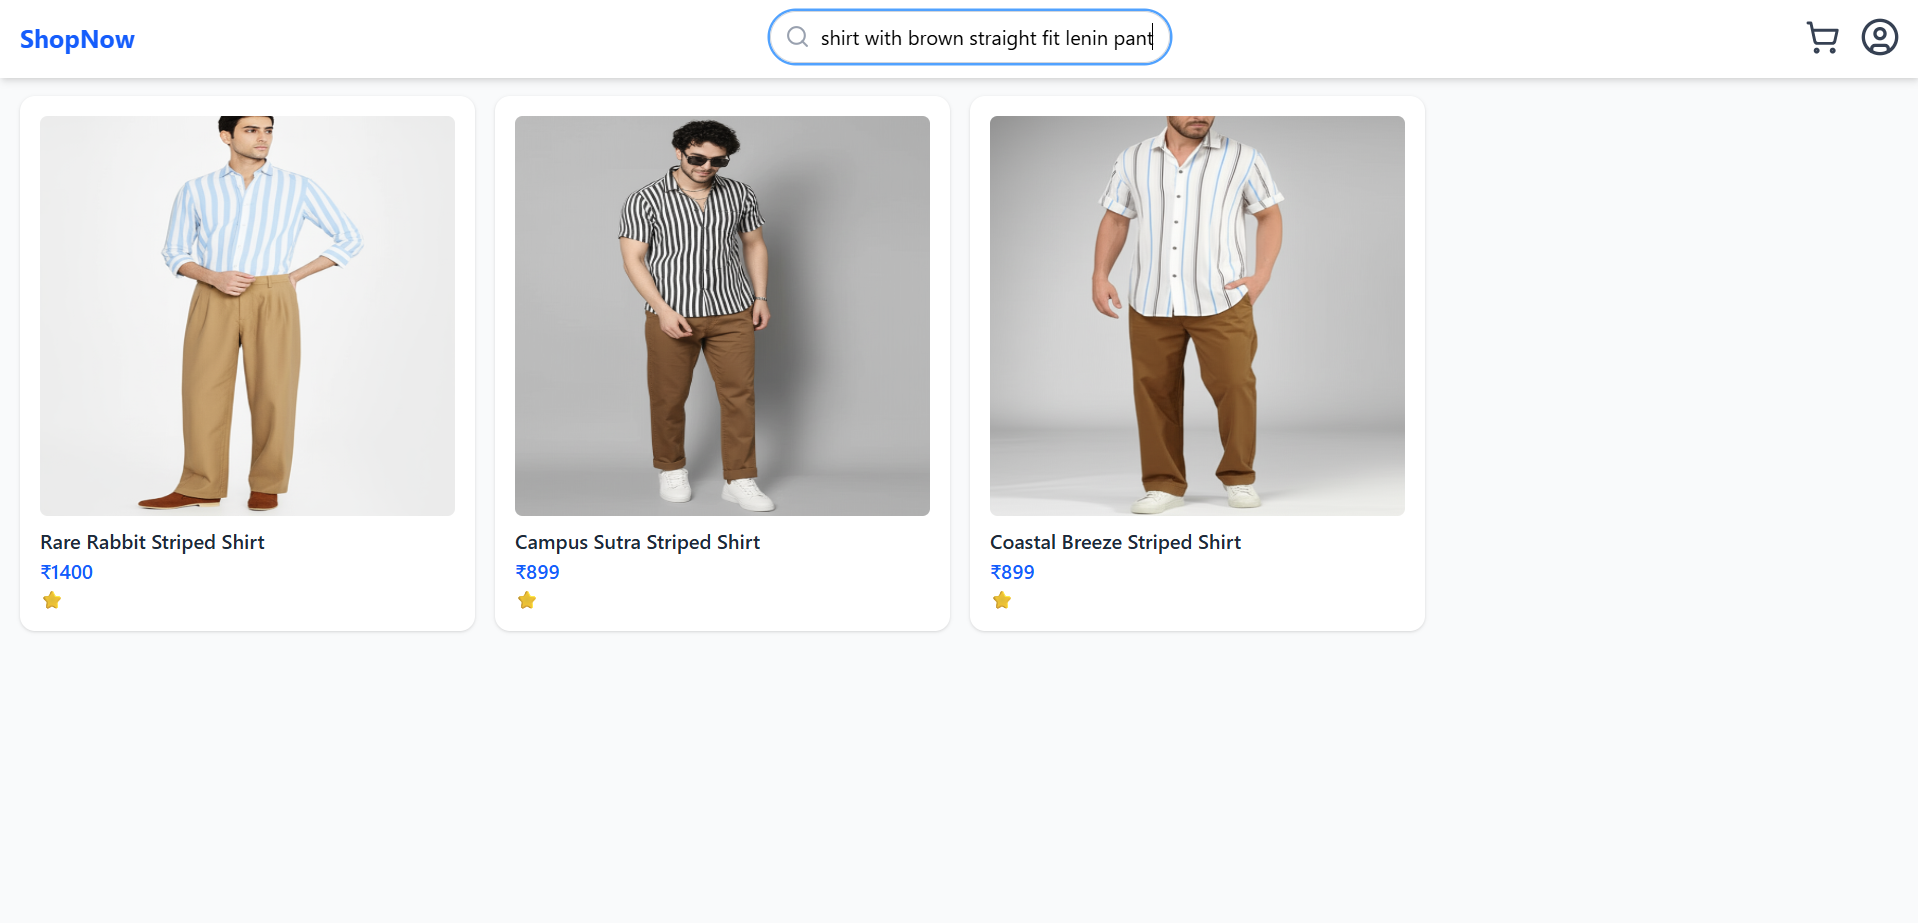 ShopNow
shirt with brown straight fit lenin pant
Rare Rabbit Striped Shirt
₹1400
Campus Sutra Striped Shirt
₹899
Coastal Breeze Striped Shirt
₹899